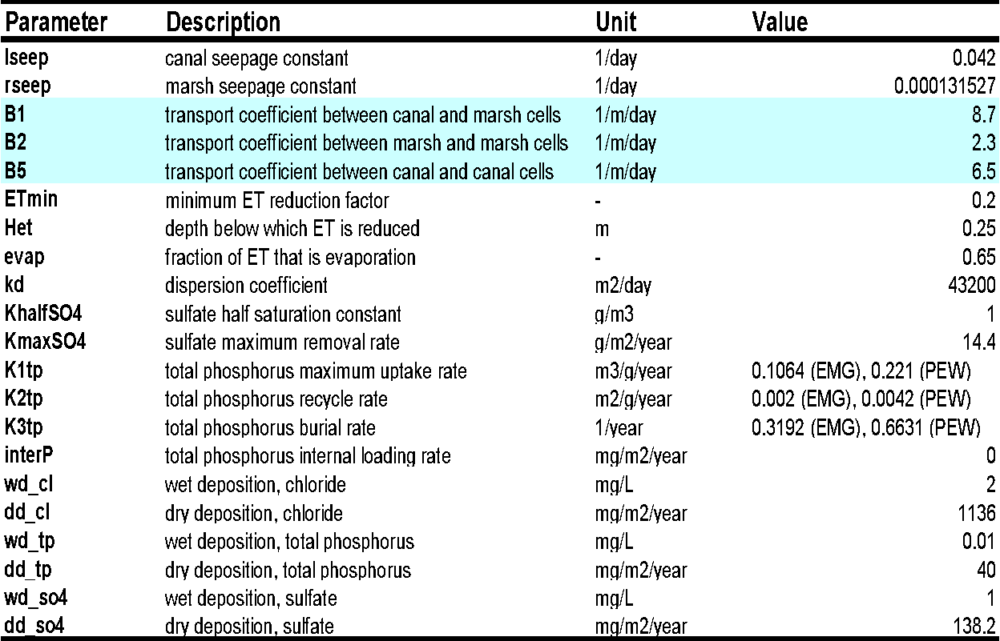 Parameter Description Unit Value
lseep canal seepage constant 1/day 0.042
rseep marsh seepage constant 1/day 0.000131527
B1 transport coefficient between canal and marsh cells 1/m/day 8.7
B2 transport coefficient between marsh and marsh cells 1/m/day 2.3
B5 transport coefficient between canal and canal cells 1/m/day 6.5
ETmin minimum ET reduction factor - 0.2
Het depth below which ET is reduced m 0.25
evap fraction of ET that is evaporation - 0.65
kd dispersion coefficient m2/day 43200
KhalfSO4 sulfate half saturation constant g/m3 1
KmaxSO4 sulfate maximum removal rate g/m2/year 14.4
K1tp total phosphorus maximum uptake rate m3/g/year 0.1064 (EMG), 0.221 (PEW)
K2tp total phosphorus recycle rate m2/g/year 0.002 (EMG), 0.0042 (PEW)
K3tp total phosphorus burial rate 1/year 0.3192 (EMG), 0.6631 (PEW)
interP total phosphorus internal loading rate mg/m2/year 0
wd_cl wet deposition, chloride mg/L 2
dd_cl dry deposition, chloride mg/m2/year 1136
wd_tp wet deposition, total phosphorus mg/L 0.01
dd_tp dry deposition, total phosphorus mg/m2/year 40
wd_so4 wet deposition, sulfate mg/L 1
dd_so4 dry deposition, sulfate mg/m2/year 138.2